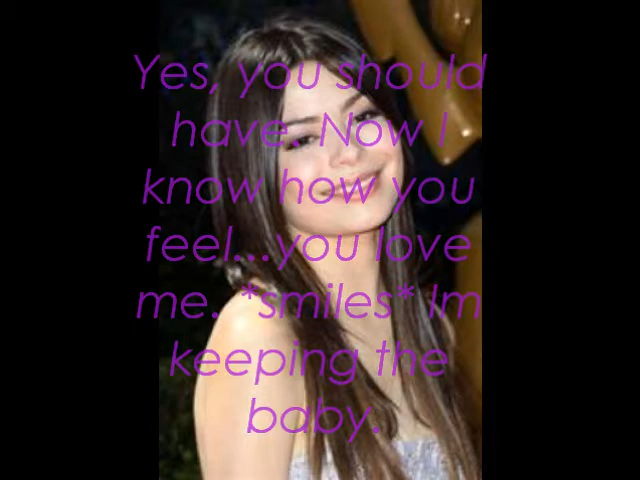 Yes, you should
have. Now I
know how you
feel...you love
me. *smiles* Im
keeping the
baby.